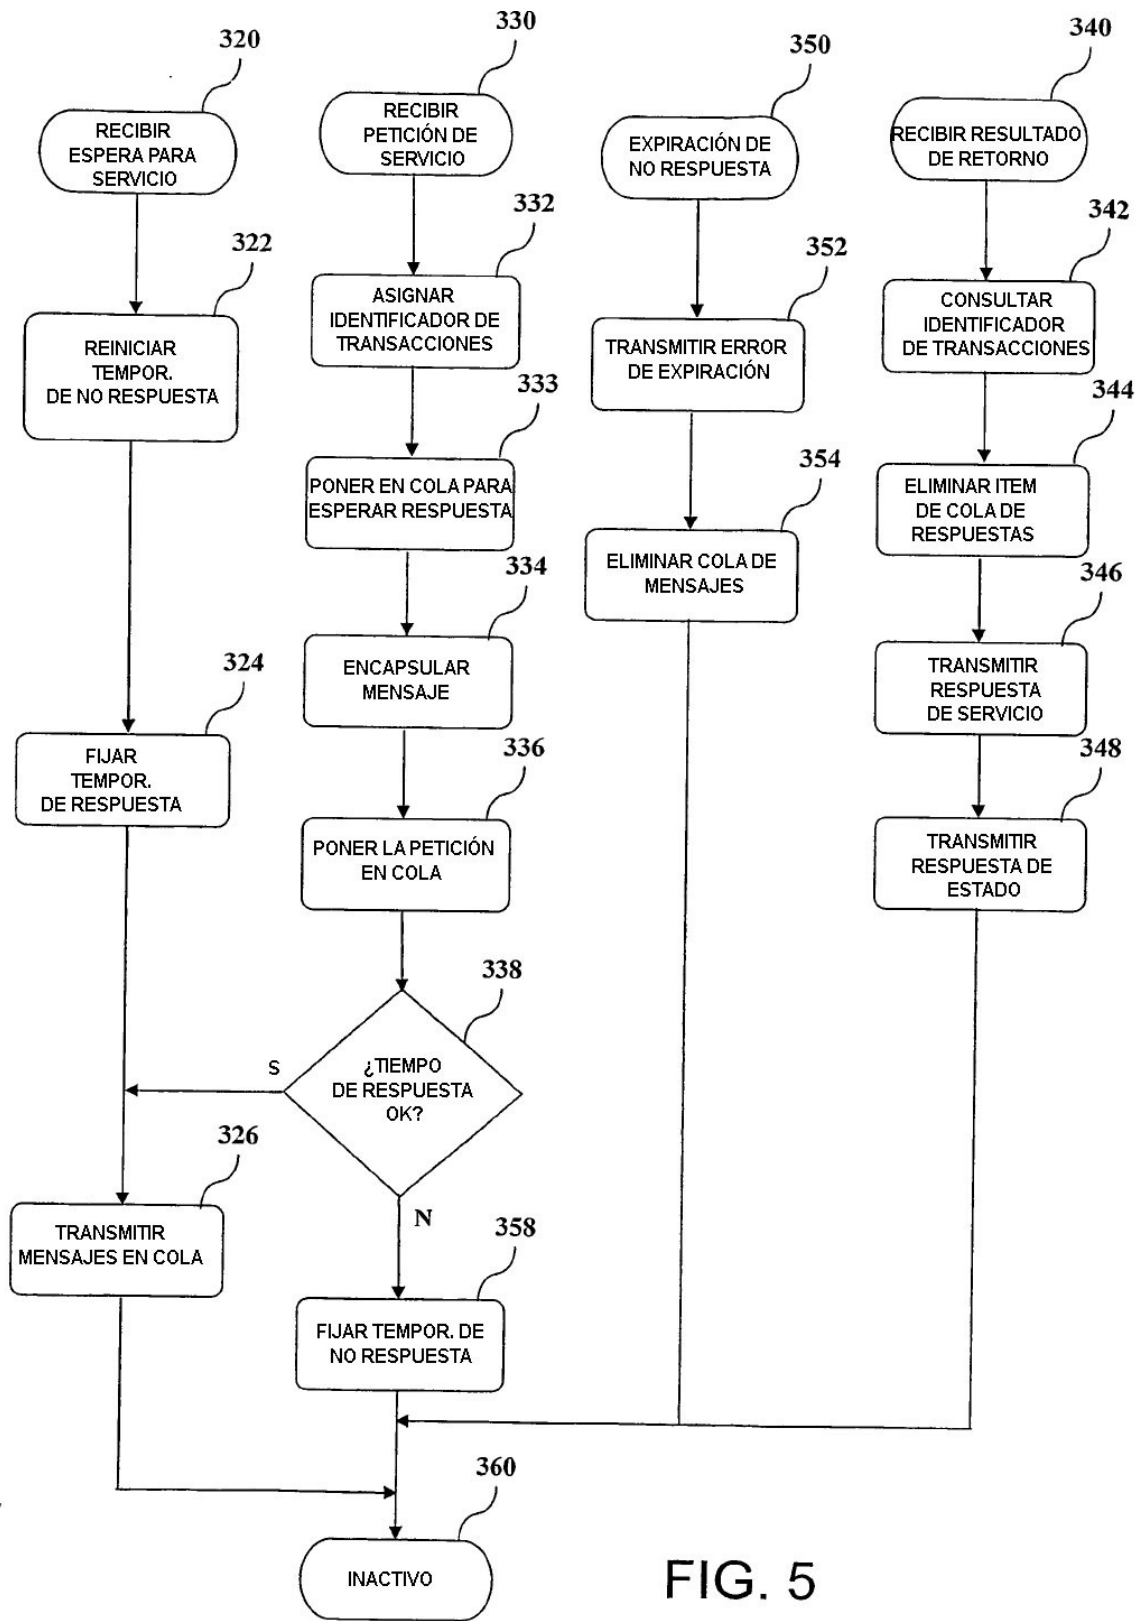 320
RECIBIR
ESPERA PARA
SERVICIO
322
REINICIAR
TEMPOR.
DE NO RESPUESTA
324
FIJAR
TEMPOR.
DE RESPUESTA
326
TRANSMITIR
MENSAJES EN COLA
330
RECIBIR
PETICIÓN DE
SERVICIO
332
ASIGNAR
IDENTIFICADOR DE
TRANSACCIONES
333
PONER EN COLA PARA
ESPERAR RESPUESTA
334
ENCAPSULAR
MENSAJE
336
PONER LA PETICIÓN
EN COLA
338
¿TIEMPO
DE RESPUESTA
OK?
S
N
358
FIJAR TEMPOR. DE
NO RESPUESTA
350
EXPIRACIÓN DE
NO RESPUESTA
352
TRANSMITIR ERROR
DE EXPIRACIÓN
354
ELIMINAR COLA DE
MENSAJES
340
RECIBIR RESULTADO
DE RETORNO
342
CONSULTAR
IDENTIFICADOR
DE TRANSACCIONES
344
ELIMINAR ITEM
DE COLA DE
RESPUESTAS
346
TRANSMITIR
RESPUESTA
DE SERVICIO
348
TRANSMITIR
RESPUESTA DE
ESTADO
360
INACTIVO
FIG. 5